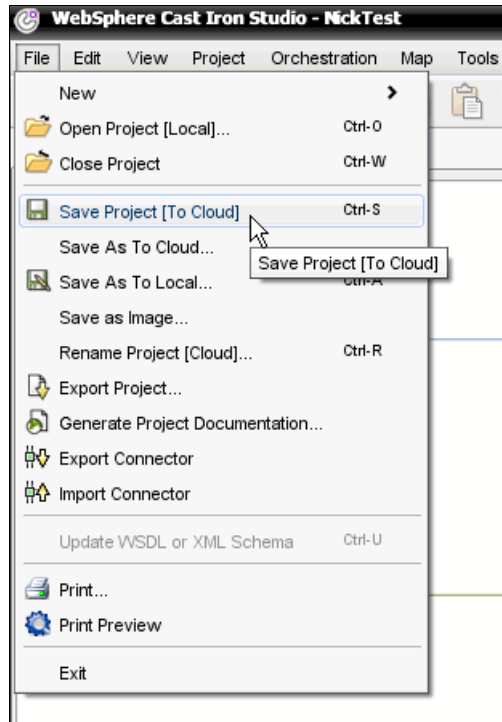 WebSphere Cast Iron Studio - NickTest
File Edit View Project Orchestration Map Tools
New
Open Project [Local]... Ctrl-O
Close Project Ctrl-W
Save Project [To Cloud] Ctrl-S
Save As To Cloud...
Save Project [To Cloud]
Save As To Local... Ctrl-A
Save as Image...
Rename Project [Cloud]... Ctrl-R
Export Project...
Generate Project Documentation...
Export Connector
Import Connector
Update WSDL or XML Schema Ctrl-U
Print...
Print Preview
Exit